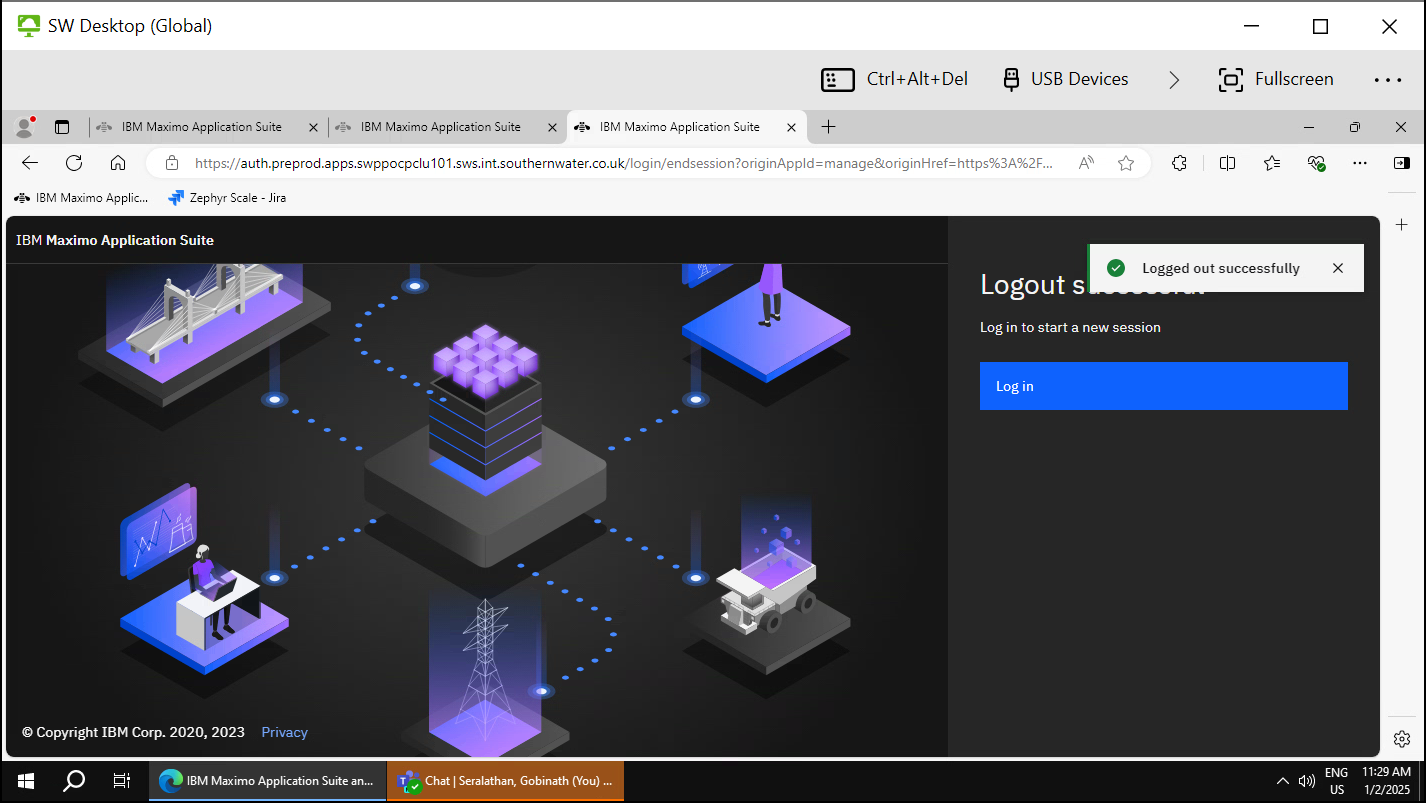 SW Desktop (Global)
Ctrl+Alt+Del
USB Devices
Fullscreen
IBM Maximo Application Suite
IBM Maximo Application Suite
IBM Maximo Application Suite
https://auth.preprod.apps.swppocpclu101.sws.int.southernwater.co.uk/login/endsession?originAppId=manage&originHref=https%3A%2F...
IBM Maximo Applic...
Zephyr Scale - Jira
IBM Maximo Application Suite
Logged out successfully
Logout successful
Log in to start a new session
Log in
© Copyright IBM Corp. 2020, 2023 Privacy
IBM Maximo Application Suite an...
Chat | Seralathan, Gobinath (You) ...
ENG
US
11:29 AM
1/2/2025